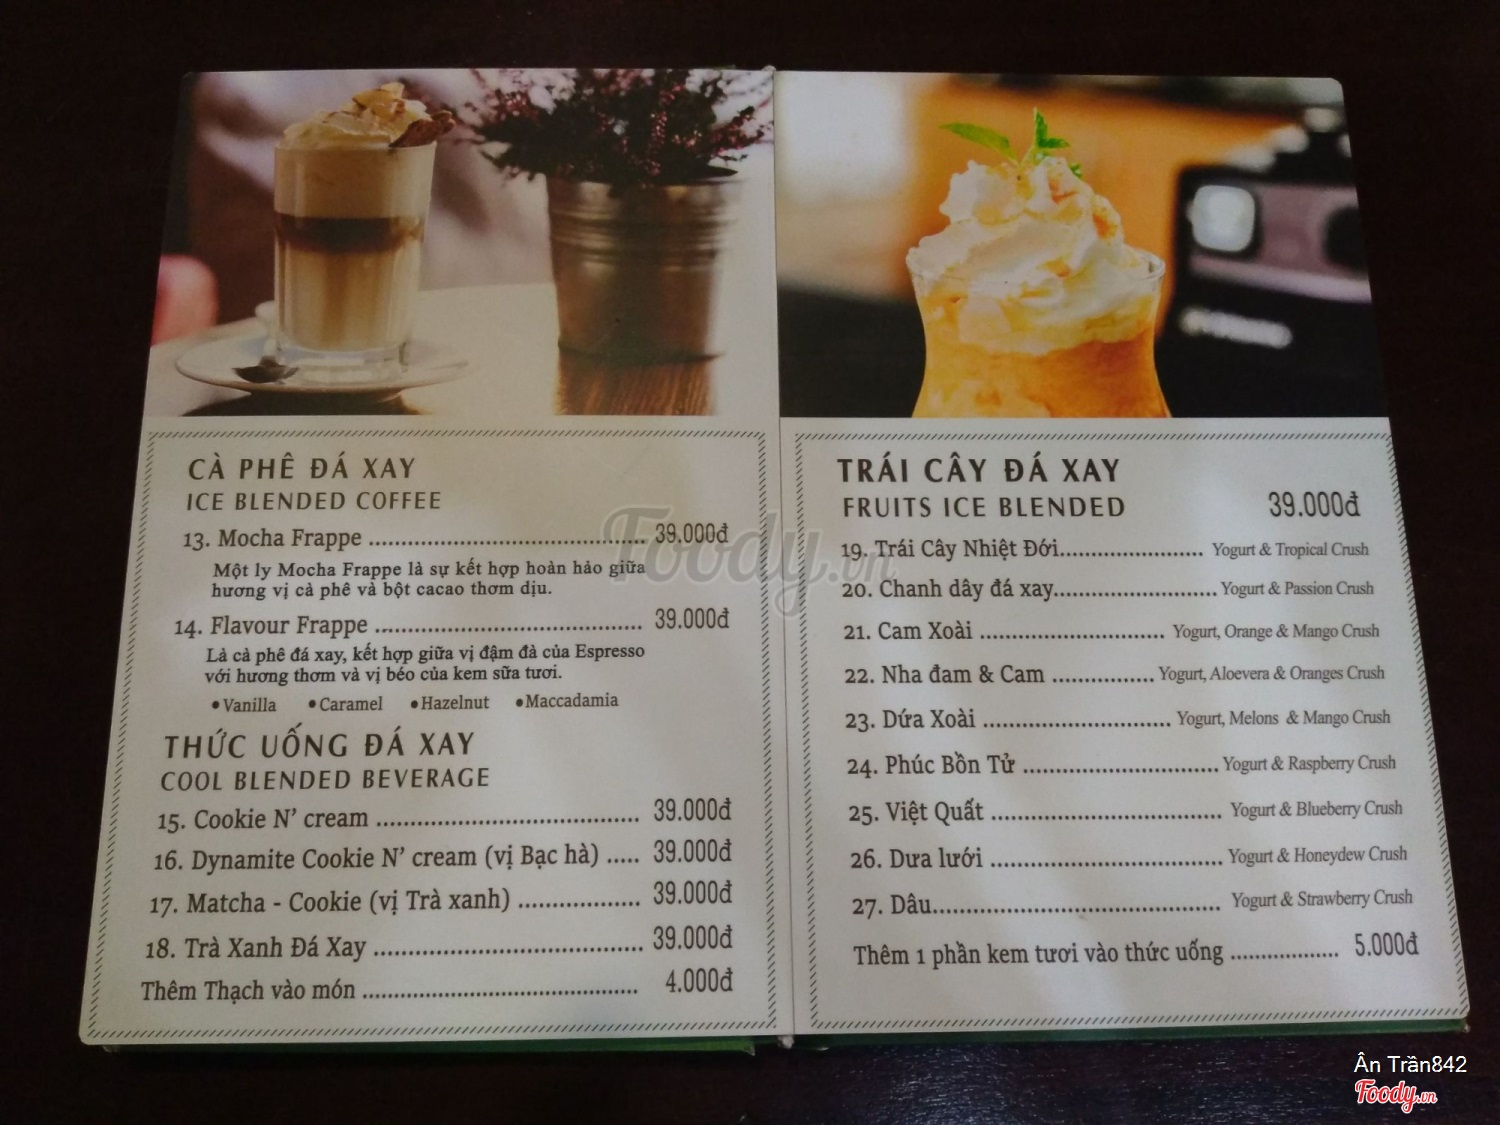 CÀ PHÊ ĐÁ XAY
ICE BLENDED COFFEE
13. Mocha Frappe ........................................ 39.000đ
Một ly Mocha Frappe là sự kết hợp hoàn hảo giữa
hương vị cà phê và bột cacao thơm dịu.
14. Flavour Frappe ....................................... 39.000đ
Là cà phê đá xay, kết hợp giữa vị đậm đà của Espresso
với hương thơm và vị béo của kem sữa tươi.
• Vanilla • Caramel • Hazelnut • Maccadamia
THỨC UỐNG ĐÁ XAY
COOL BLENDED BEVERAGE
15. Cookie N' cream ...................................... 39.000đ
16. Dynamite Cookie N' cream (vị Bạc hà) ..... 39.000đ
17. Matcha - Cookie (vị Trà xanh) .................. 39.000đ
18. Trà Xanh Đá Xay ....................................... 39.000đ
Thêm Thạch vào món ....................................... 4.000đ
TRÁI CÂY ĐÁ XAY
FRUITS ICE BLENDED 39.000đ
19. Trái Cây Nhiệt Đới...................... Yogurt & Tropical Crush
20. Chanh dây đá xay......................... Yogurt & Passion Crush
21. Cam Xoài ............................ Yogurt, Orange & Mango Crush
22. Nha đam & Cam ............... Yogurt, Aloevera & Oranges Crush
23. Dứa Xoài ............................ Yogurt, Melons & Mango Crush
24. Phúc Bồn Tử ............................. Yogurt & Raspberry Crush
25. Việt Quất ................................... Yogurt & Blueberry Crush
26. Dưa lưới ................................... Yogurt & Honeydew Crush
27. Dâu........................................... Yogurt & Strawberry Crush
Thêm 1 phần kem tươi vào thức uống ................. 5.000đ
Foody.vn
Ân Trần842
Foody.vn